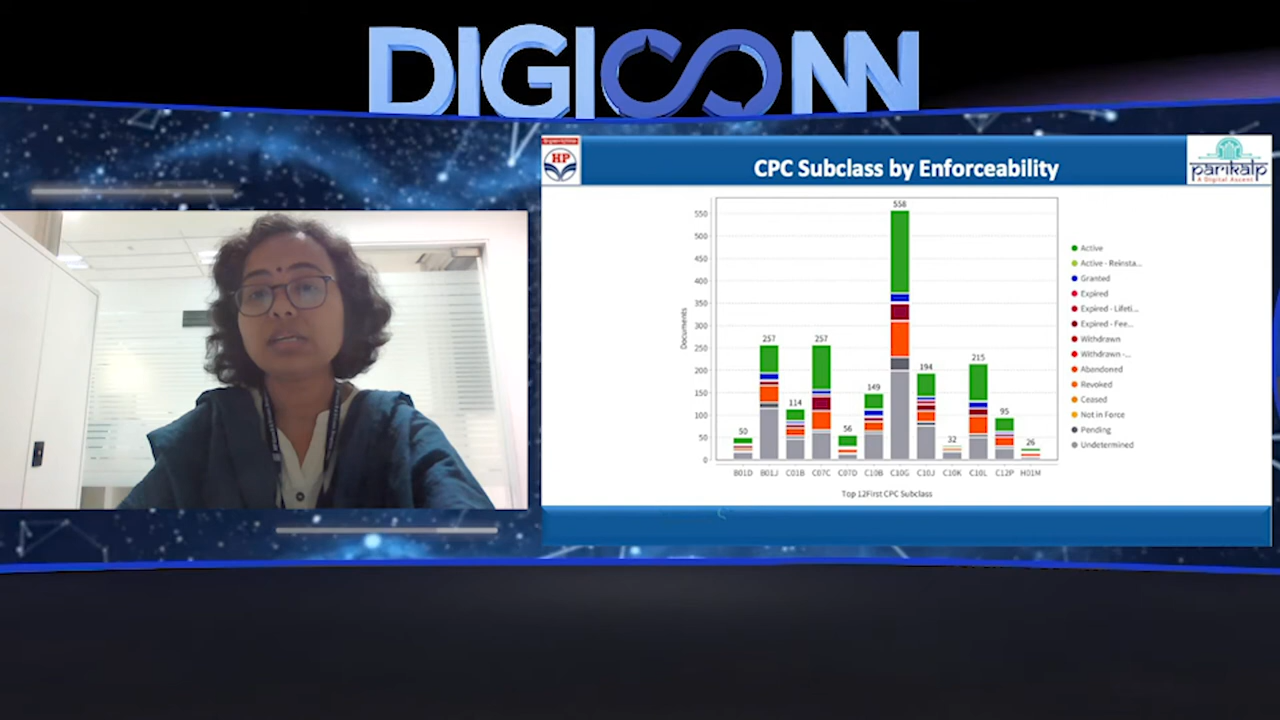 DIGICONN
HP
CPC Subclass by Enforceability
parikalp
A Digital Ascent
558
550
500
450
400
350
300
250
200
150
100
50
0
Documents
50
257
114
257
56
149
194
32
215
95
26
B01D B01J C01B C07C C07D C10B C10G C10J C10K C10L C12P H01M
Top 12First CPC Subclass
Active
Active - Reinsta...
Granted
Expired
Expired - Lifeti...
Expired - Fee...
Withdrawn
Withdrawn -...
Abandoned
Revoked
Ceased
Not in Force
Pending
Undetermined